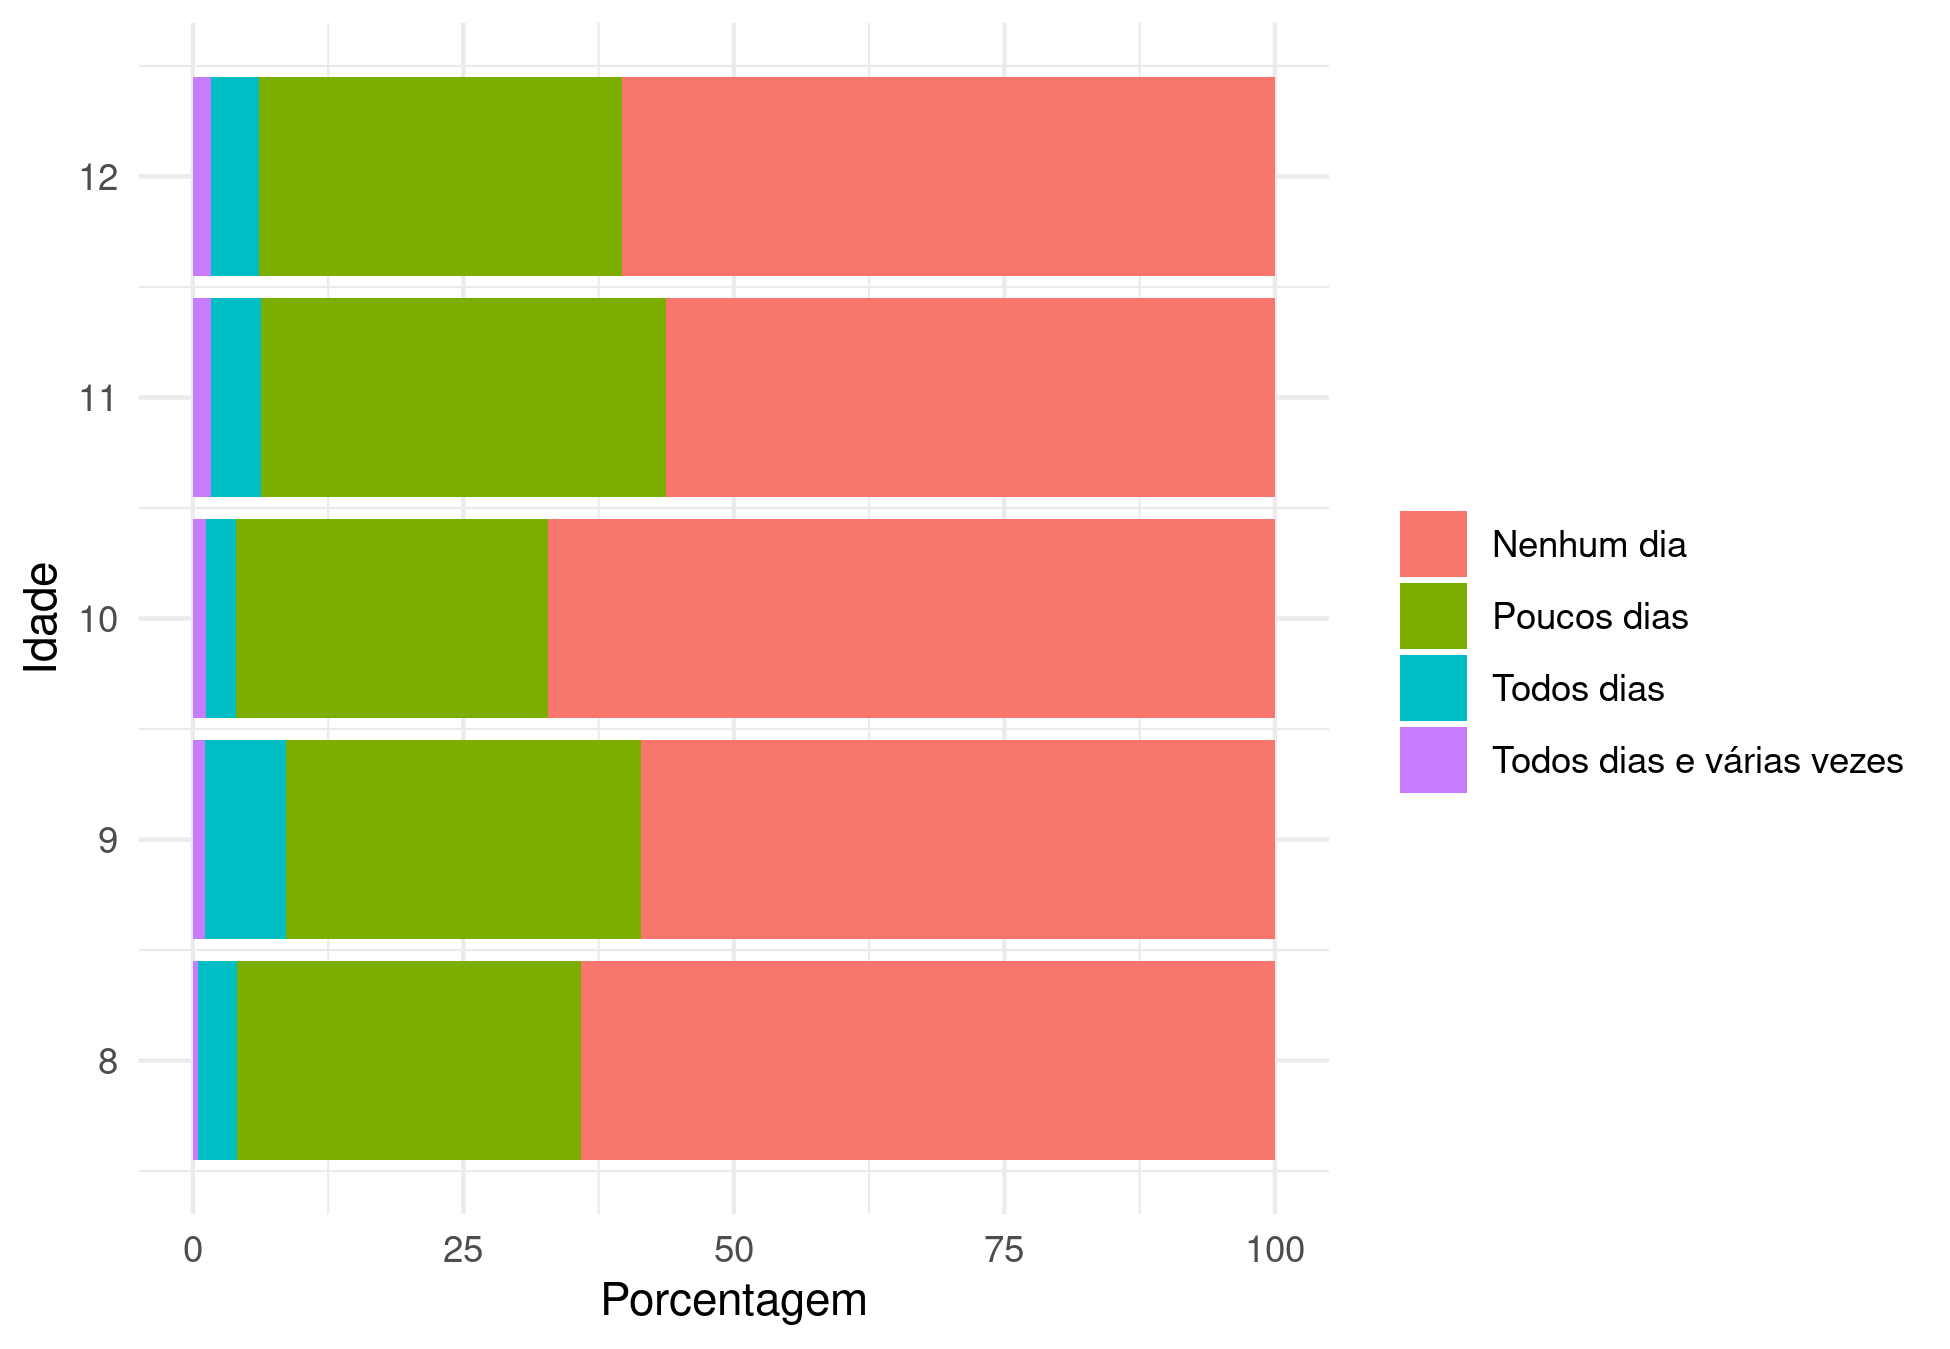 12
11
10
9
8
Idade
0 25 50 75 100
Porcentagem
Nenhum dia
Poucos dias
Todos dias
Todos dias e várias vezes